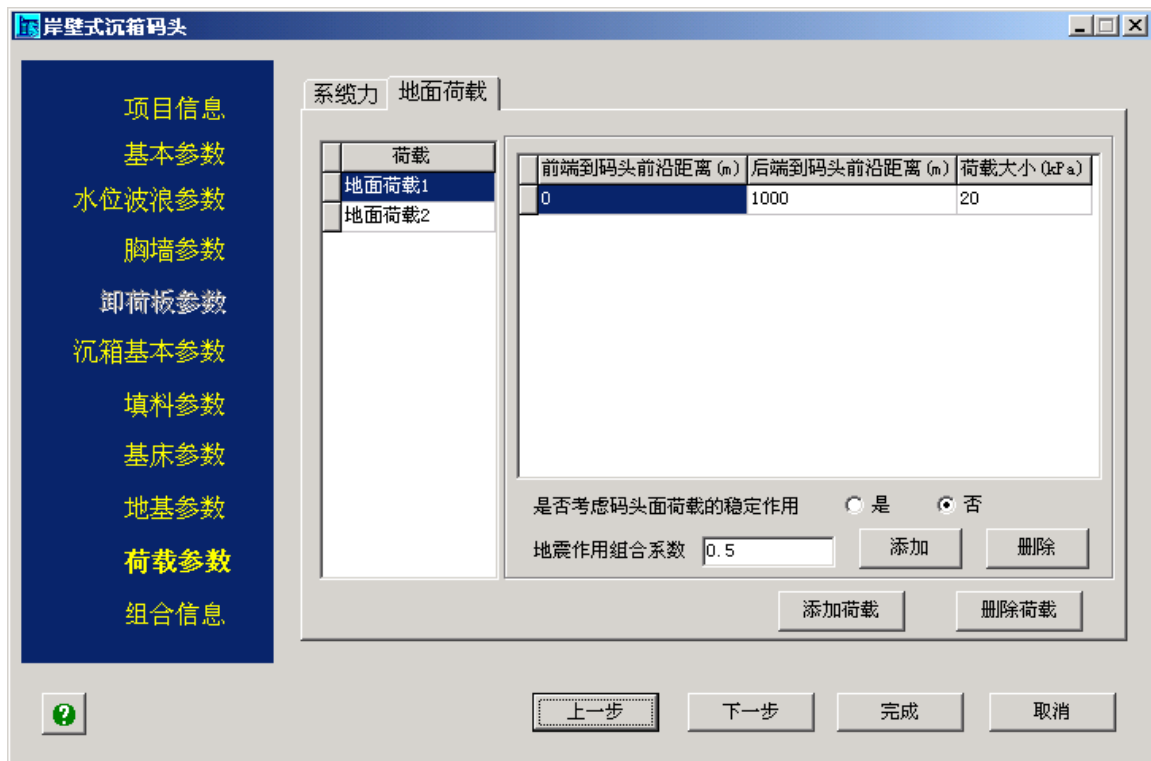 岸壁式沉箱码头
项目信息
基本参数
水位波浪参数
胸墙参数
卸荷板参数
沉箱基本参数
填料参数
基床参数
地基参数
荷载参数
组合信息
系缆力 地面荷载
荷载
地面荷载1
地面荷载2
前端到码头前沿距离(m) 后端到码头前沿距离(m) 荷载大小(kPa)
0 1000 20
是否考虑码头面荷载的稳定作用 是 否
地震作用组合系数 0.5 添加 删除
添加荷载 删除荷载
? 上一步 下一步 完成 取消